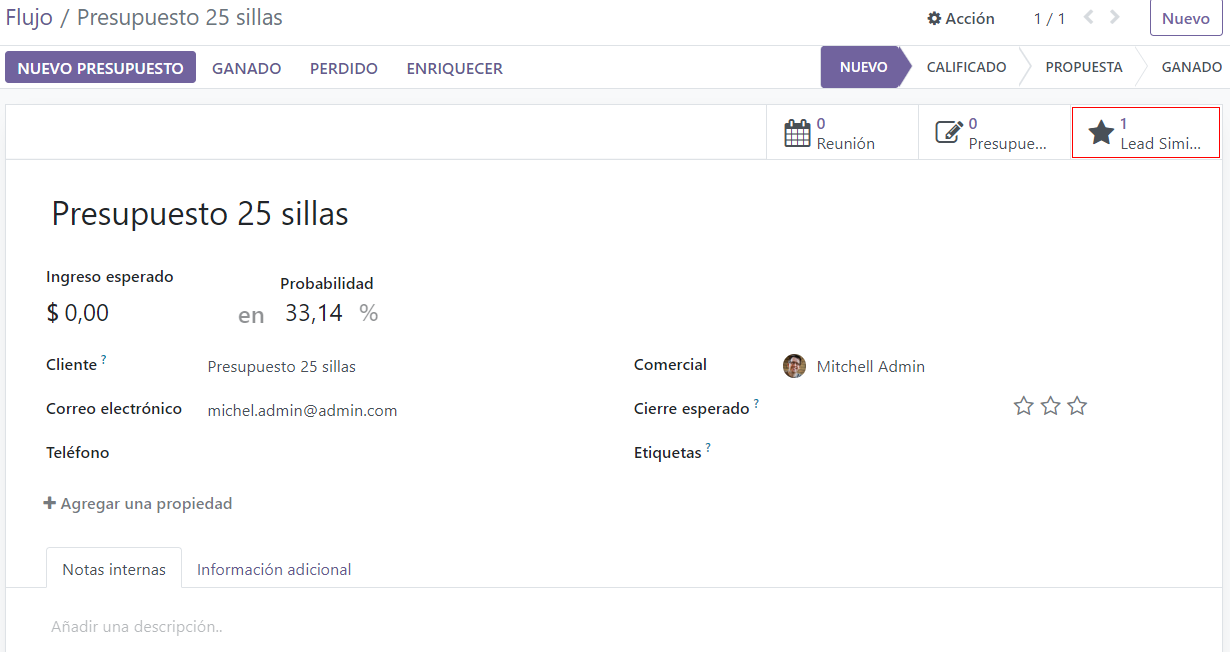 Flujo / Presupuesto 25 sillas
Acción
1 / 1
Nuevo
NUEVO PRESUPUESTO GANADO PERDIDO ENRIQUECER
NUEVO CALIFICADO PROPUESTA GANADO
0
Reunión
0
Presupue...
1
Lead Simi...
Presupuesto 25 sillas
Ingreso esperado
Probabilidad
$ 0,00 en 33,14 %
Cliente ? Presupuesto 25 sillas
Comercial Mitchell Admin
Correo electrónico michel.admin@admin.com
Cierre esperado ?
Teléfono
Etiquetas ?
+ Agregar una propiedad
Notas internas Información adicional
Añadir una descripción..